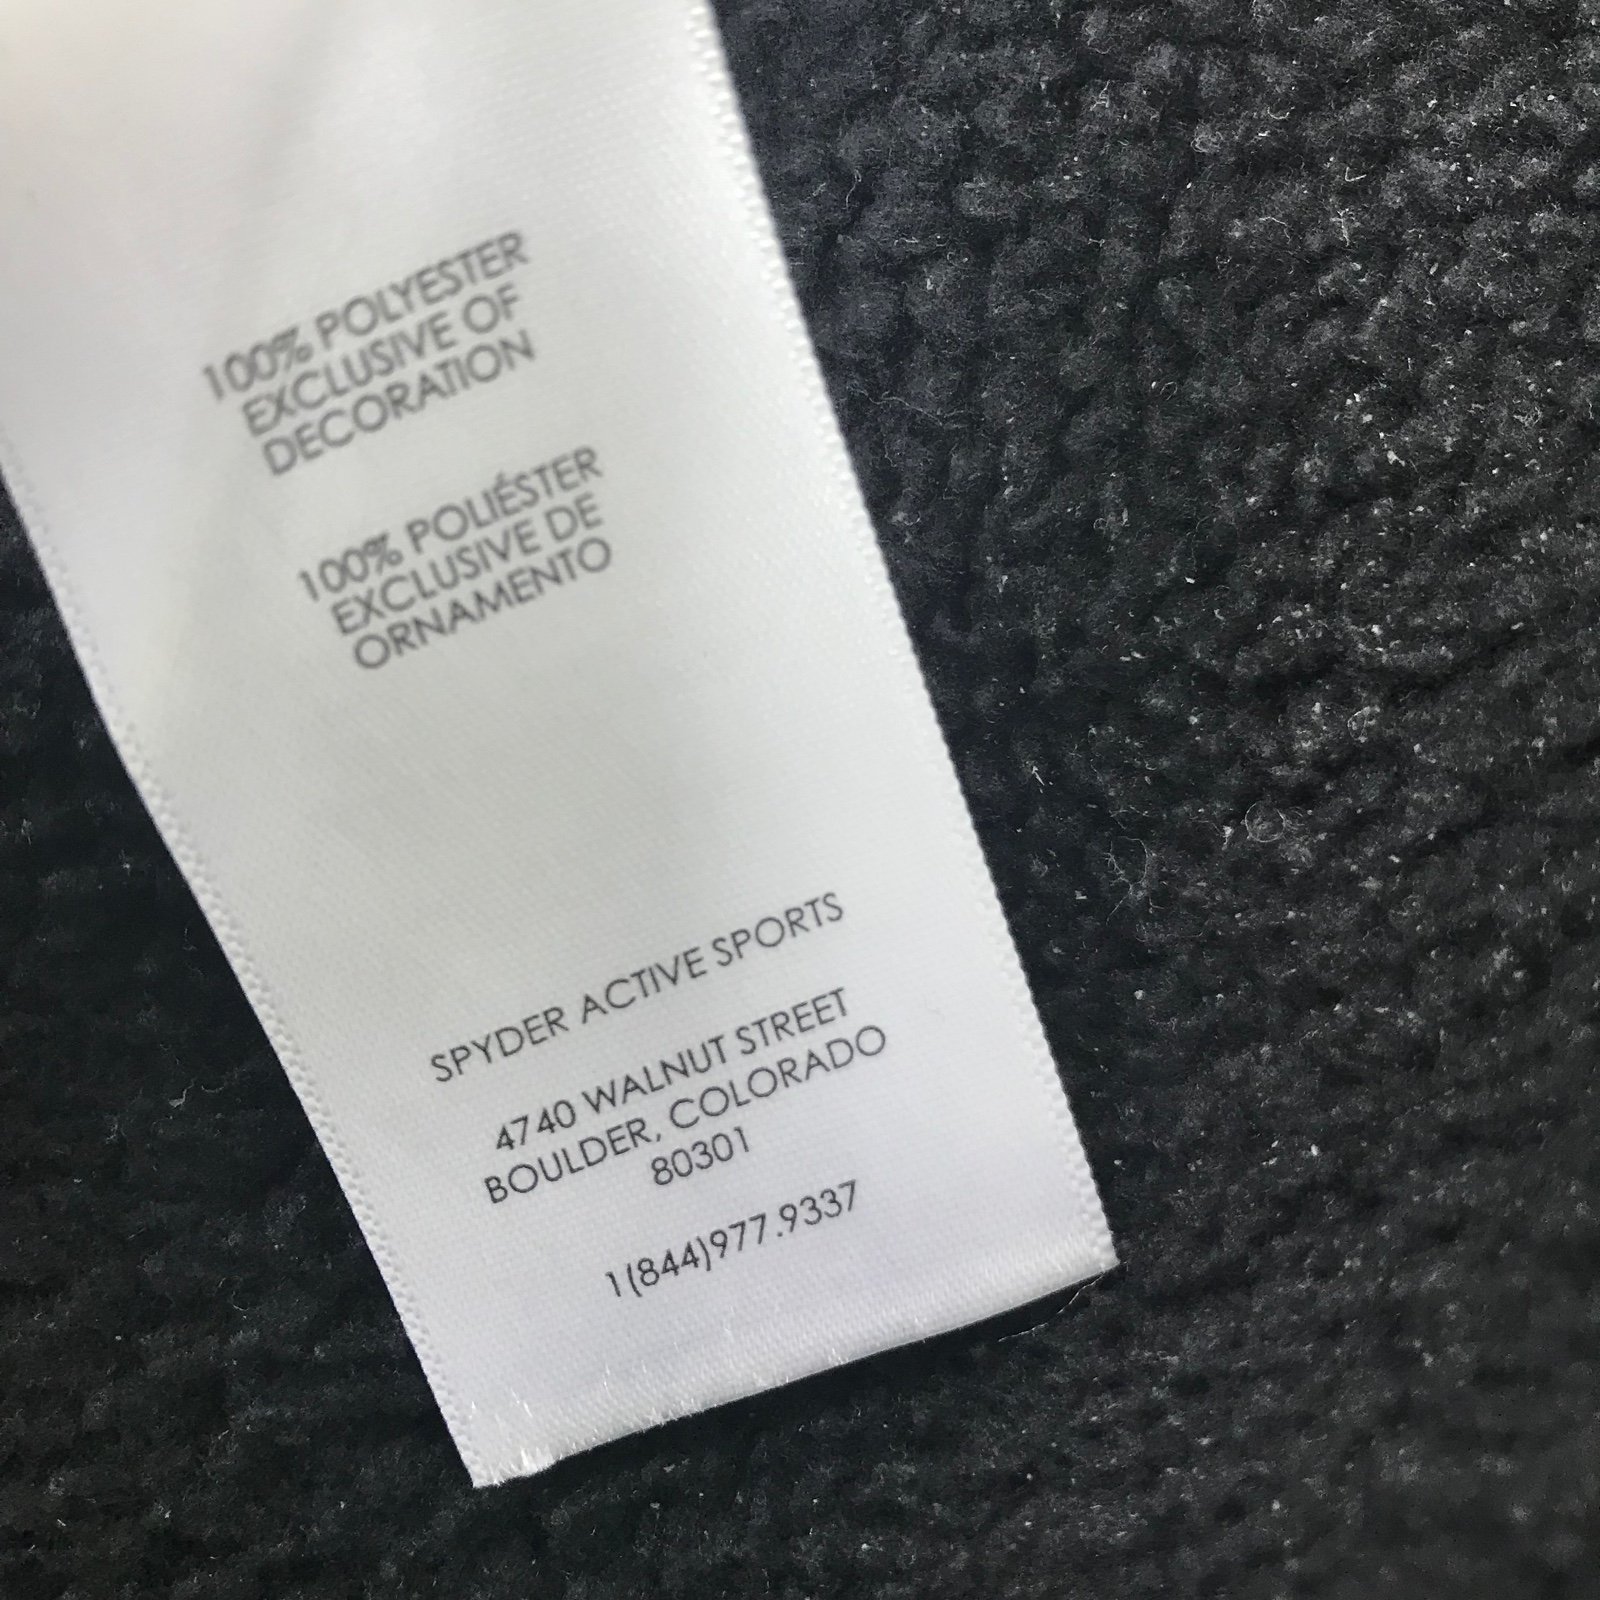 100% POLYESTER
EXCLUSIVE OF
DECORATION
100% POLIÉSTER
EXCLUSIVE DE
ORNAMENTO
SPYDER ACTIVE SPORTS
4740 WALNUT STREET
BOULDER, COLORADO
80301
1(844)977.9337